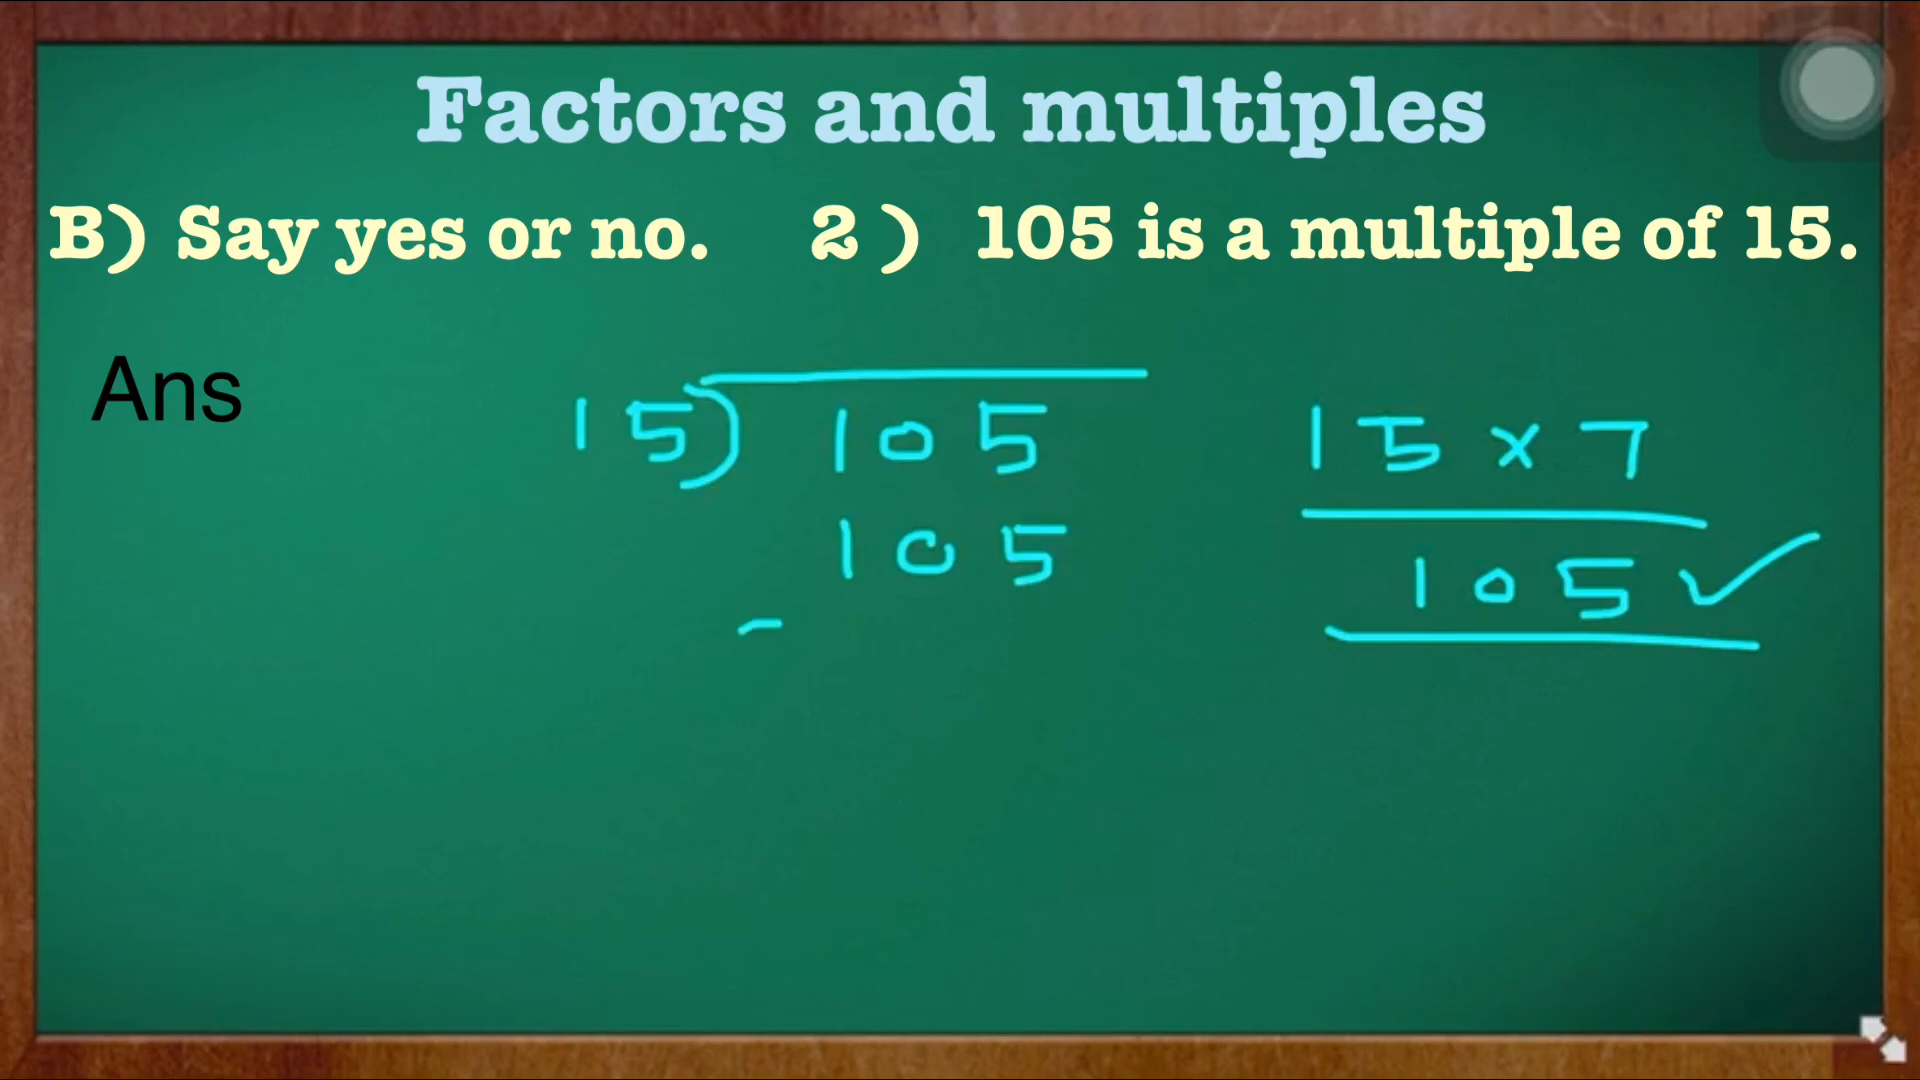 Factors and multiples
B) Say yes or no. 2 ) 105 is a multiple of 15.
Ans
15) 105
105
-
15 x 7
105 ✓